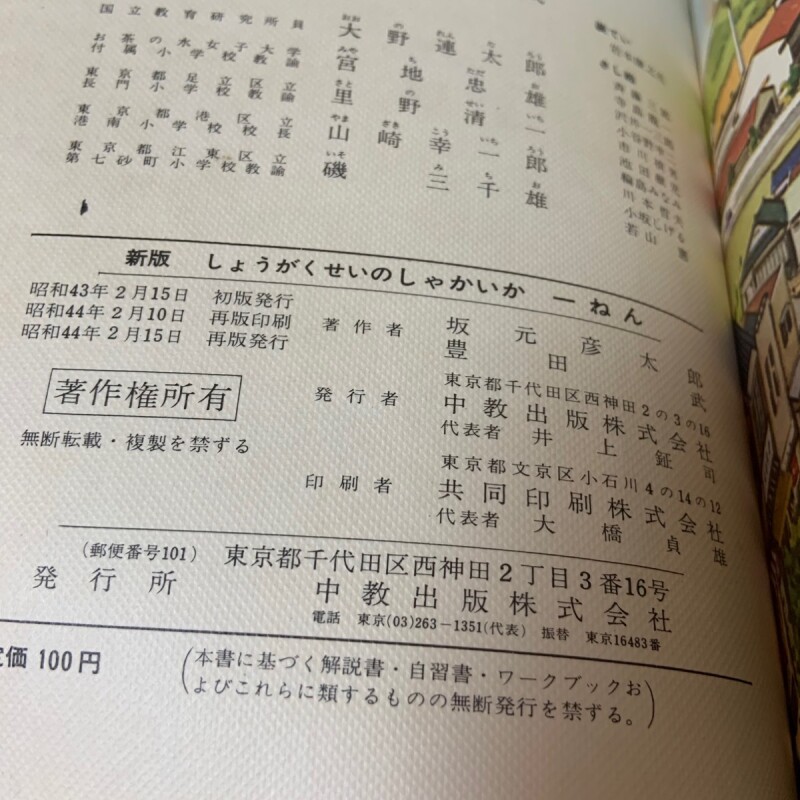 国立教育研究所員 大野連太郎
お茶の水女子大学付属小学校教諭 宮地忠雄
東京都足立区立長門小学校教諭 里野清一
東京都港区立港南小学校校長 山崎幸一郎
東京都江東区立第七砂町小学校教諭 磯三千雄
さし絵
新版 しょうがくせいのしゃかいか 一ねん
昭和43年2月15日 初版発行
昭和44年2月10日 再版印刷
昭和44年2月15日 再版発行
著作権所有
無断転載・複製を禁ずる
著作者 坂元彦太郎
豊田武
発行者 東京都千代田区西神田2の3の16
中教出版株式会社
代表者 井上鉦司
印刷者 東京都文京区小石川4の14の12
共同印刷株式会社
代表者 大橋貞雄
(郵便番号101) 東京都千代田区西神田2丁目3番16号
発行所 中教出版株式会社
電話 東京(03)263-1351(代表) 振替 東京16483番
定価 100円
(本書に基づく解説書・自習書・ワークブックお
よびこれらに類するものの無断発行を禁ずる。)